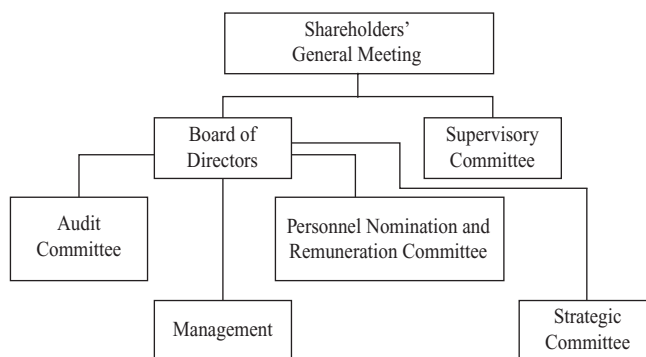 Shareholders’
General Meeting
Board of
Directors
Supervisory
Committee
Audit
Committee
Personnel Nomination and
Remuneration Committee
Management
Strategic
Committee